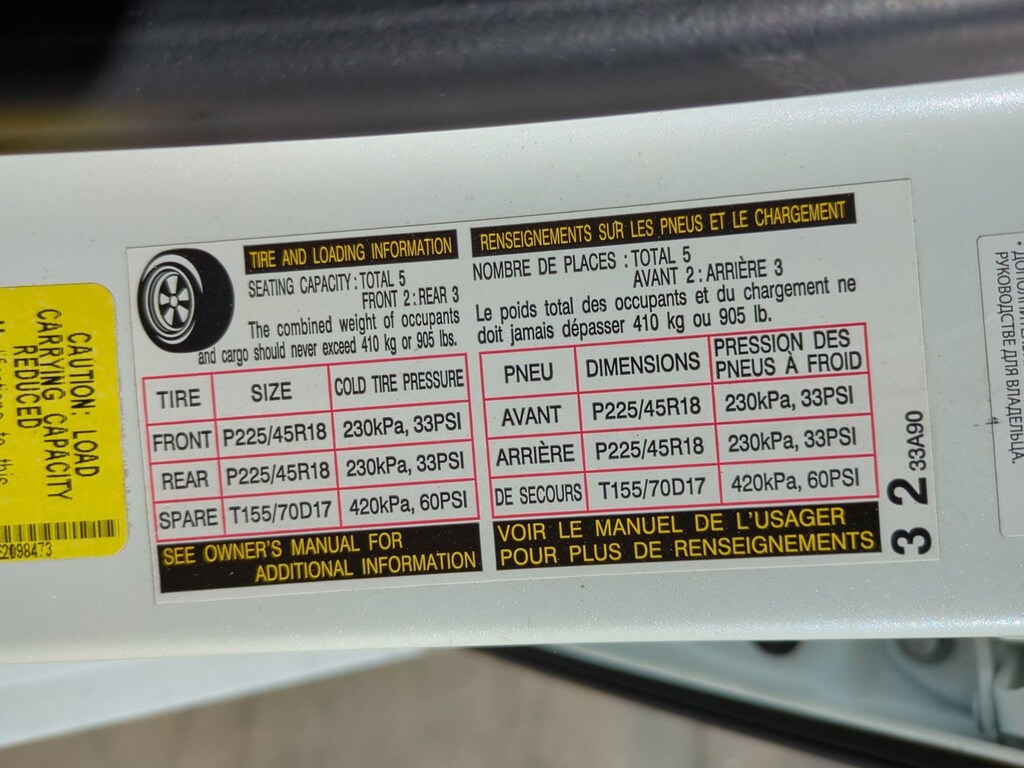 TIRE AND LOADING INFORMATION
SEATING CAPACITY : TOTAL 5
FRONT 2 : REAR 3
The combined weight of occupants
and cargo should never exceed 410 kg or 905 lbs.
TIRE SIZE COLD TIRE PRESSURE
FRONT P225/45R18 230kPa, 33PSI
REAR P225/45R18 230kPa, 33PSI
SPARE T155/70D17 420kPa, 60PSI
SEE OWNER'S MANUAL FOR
ADDITIONAL INFORMATION
RENSEIGNEMENTS SUR LES PNEUS ET LE CHARGEMENT
NOMBRE DE PLACES : TOTAL 5
AVANT 2 : ARRIÈRE 3
Le poids total des occupants et du chargement ne
doit jamais dépasser 410 kg ou 905 lb.
PNEU DIMENSIONS PRESSION DES
PNEUS À FROID
AVANT P225/45R18 230kPa, 33PSI
ARRIÈRE P225/45R18 230kPa, 33PSI
DE SECOURS T155/70D17 420kPa, 60PSI
VOIR LE MANUEL DE L'USAGER
POUR PLUS DE RENSEIGNEMENTS
3 2 33A90
CAUTION: LOAD
CARRYING CAPACITY
REDUCED
to this
2098473
РУКОВОДСТВЕ ДЛЯ ВЛАДЕЛЬЦА.